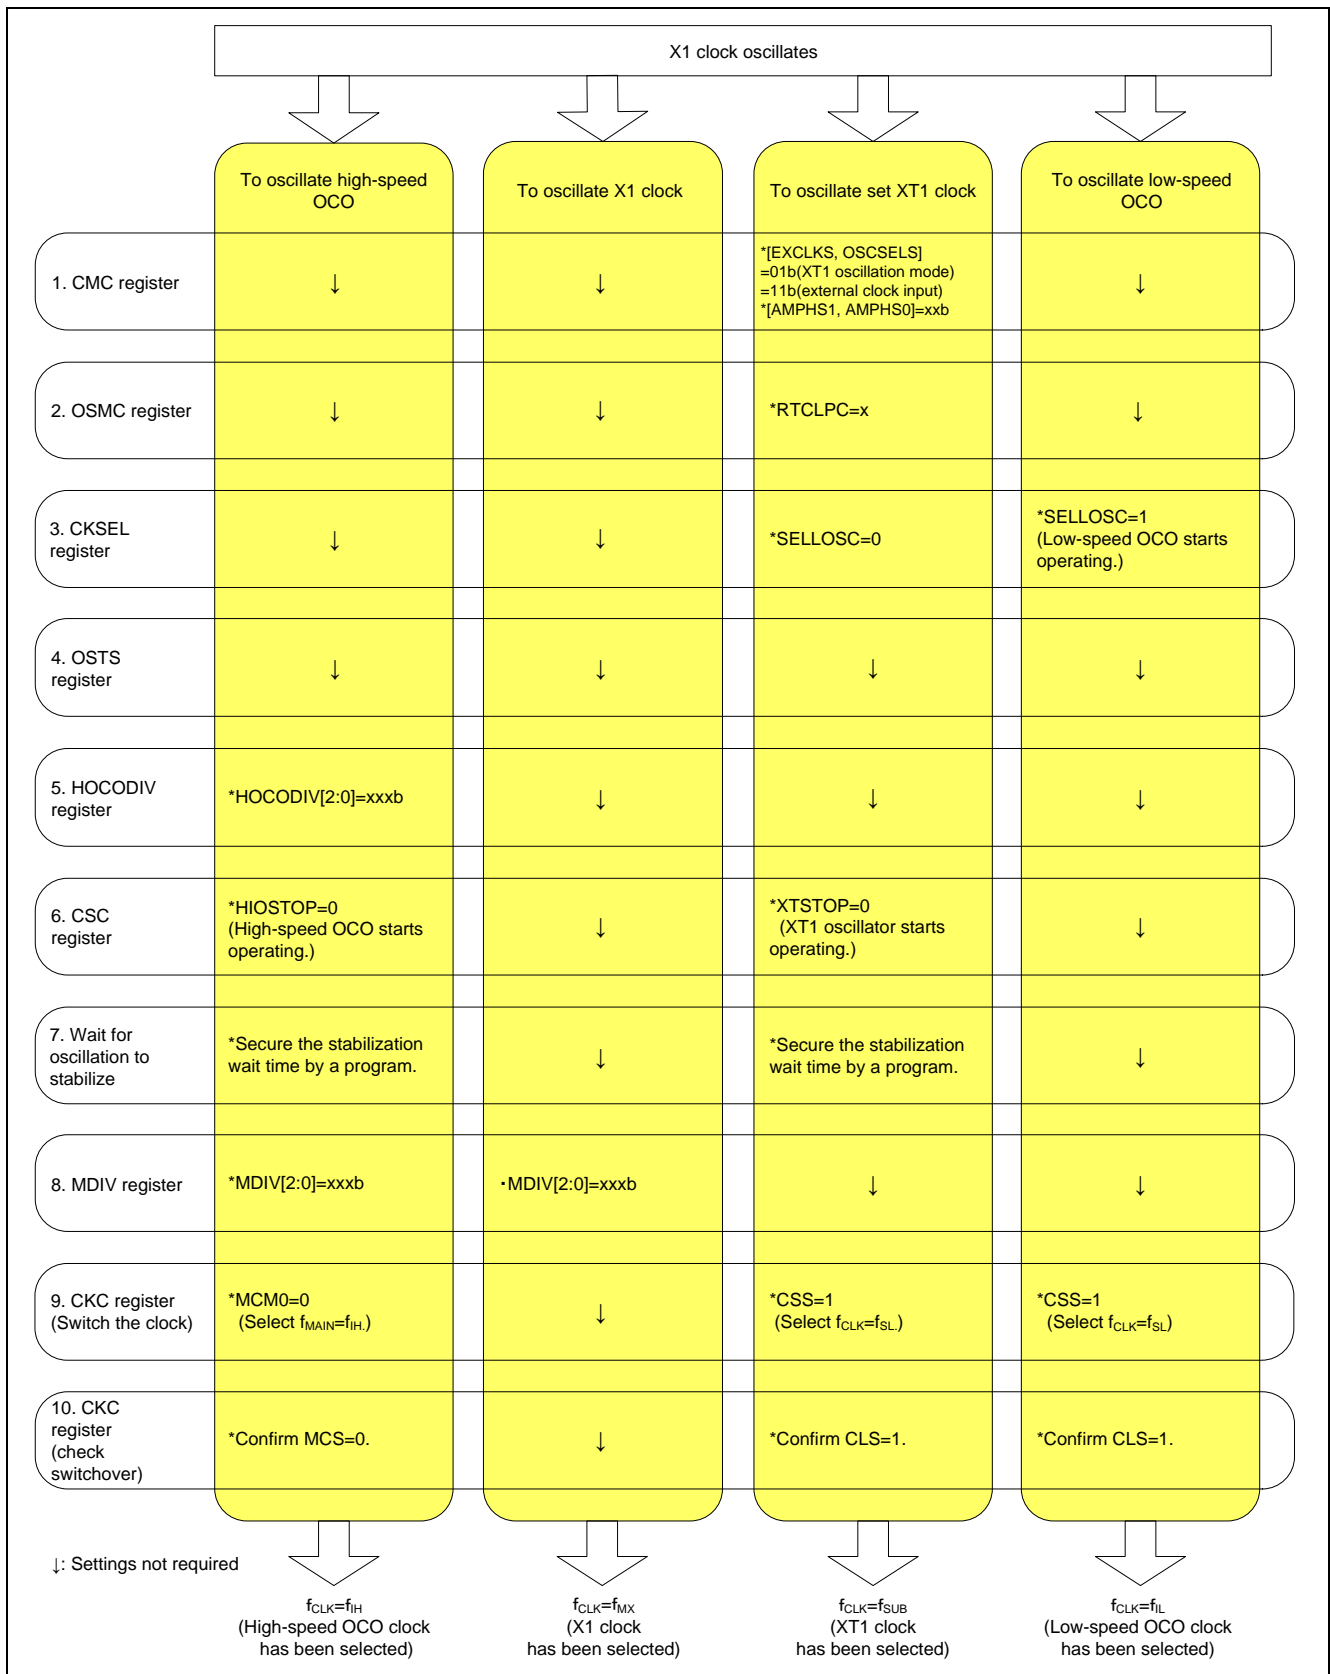 X1 clock oscillates
To oscillate high-speed
OCO
To oscillate X1 clock
To oscillate set XT1 clock
To oscillate low-speed
OCO
1. CMC register
↓
↓
*[EXCLKS, OSCSELS]
=01b(XT1 oscillation mode)
=11b(external clock input)
*[AMPHS1, AMPHS0]=xxb
↓
2. OSMC register
↓
↓
*RTCLPC=x
↓
3. CKSEL
register
↓
↓
*SELLOSC=0
*SELLOSC=1
(Low-speed OCO starts
operating.)
4. OSTS
register
↓
↓
↓
↓
5. HOCODIV
register
*HOCODIV[2:0]=xxxb
↓
↓
↓
6. CSC
register
*HIOSTOP=0
(High-speed OCO starts
operating.)
↓
*XTSTOP=0
(XT1 oscillator starts
operating.)
↓
7. Wait for
oscillation to
stabilize
*Secure the stabilization
wait time by a program.
↓
*Secure the stabilization
wait time by a program.
↓
8. MDIV register
*MDIV[2:0]=xxxb
・MDIV[2:0]=xxxb
↓
↓
9. CKC register
(Switch the clock)
*MCM0=0
(Select fMAIN=fIH.)
↓
*CSS=1
(Select fCLK=fSL.)
*CSS=1
(Select fCLK=fSL)
10. CKC
register
(check
switchover)
*Confirm MCS=0.
↓
*Confirm CLS=1.
*Confirm CLS=1.
↓: Settings not required
fCLK=fIH
(High-speed OCO clock
has been selected)
fCLK=fMX
(X1 clock
has been selected)
fCLK=fSUB
(XT1 clock
has been selected)
fCLK=fIL
(Low-speed OCO clock
has been selected)